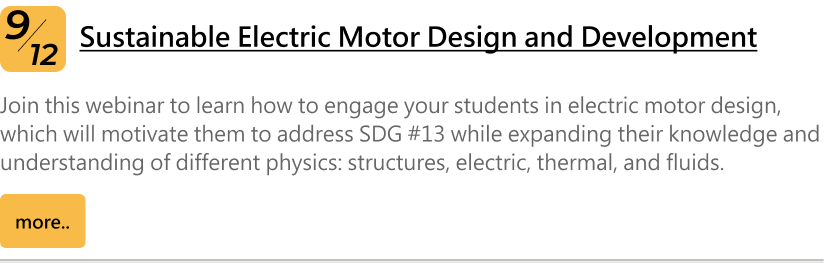 9/12
Sustainable Electric Motor Design and Development
Join this webinar to learn how to engage your students in electric motor design,
which will motivate them to address SDG #13 while expanding their knowledge and
understanding of different physics: structures, electric, thermal, and fluids.
more..